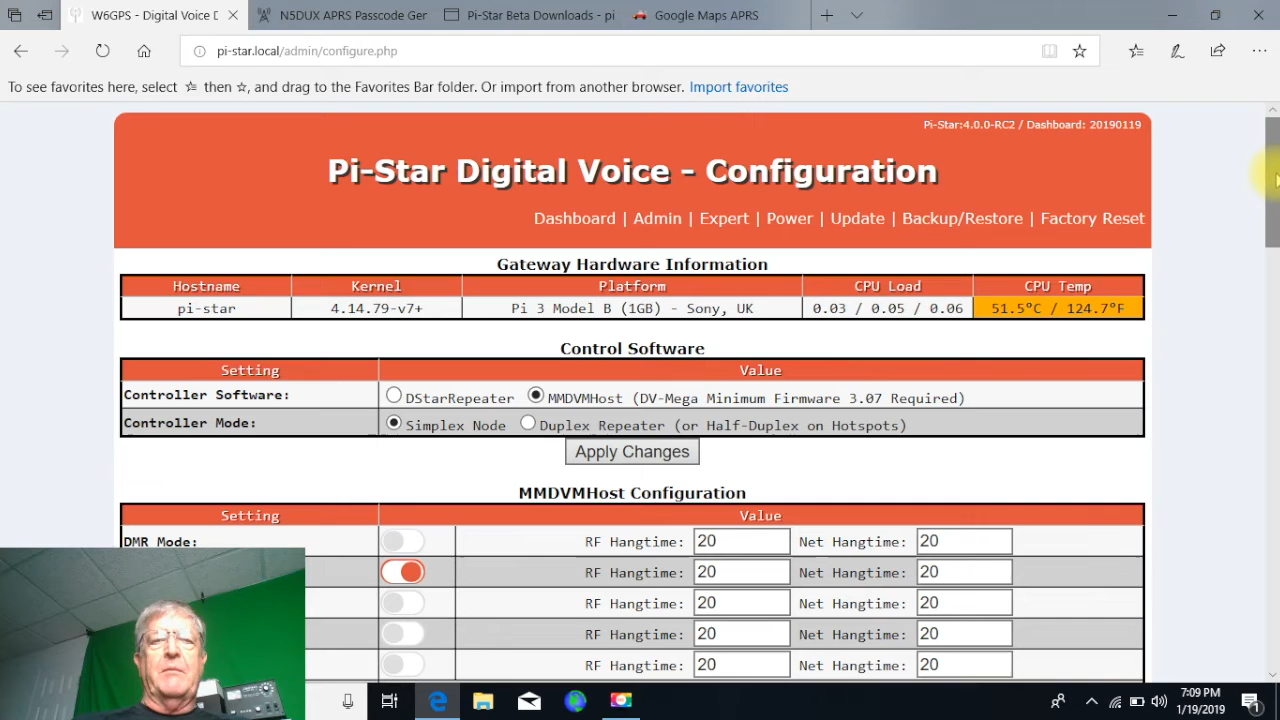 W6GPS - Digital Voice D
N5DUX APRS Passcode Ger
Pi-Star Beta Downloads - pi
Google Maps APRS
pi-star.local/admin/configure.php
To see favorites here, select ☆ then ☆, and drag to the Favorites Bar folder. Or import from another browser. Import favorites
Pi-Star:4.0.0-RC2 / Dashboard: 20190119
Pi-Star Digital Voice - Configuration
Dashboard | Admin | Expert | Power | Update | Backup/Restore | Factory Reset
Gateway Hardware Information
Hostname Kernel Platform CPU Load CPU Temp
pi-star 4.14.79-v7+ Pi 3 Model B (1GB) - Sony, UK 0.03 / 0.05 / 0.06 51.5°C / 124.7°F
Control Software
Setting Value
Controller Software: DStarRepeater MMDVMHost (DV-Mega Minimum Firmware 3.07 Required)
Controller Mode: Simplex Node Duplex Repeater (or Half-Duplex on Hotspots)
Apply Changes
MMDVMHost Configuration
Setting Value
DMR Mode: RF Hangtime: 20 Net Hangtime: 20
RF Hangtime: 20 Net Hangtime: 20
RF Hangtime: 20 Net Hangtime: 20
RF Hangtime: 20 Net Hangtime: 20
RF Hangtime: 20 Net Hangtime: 20
7:09 PM
1/19/2019
1